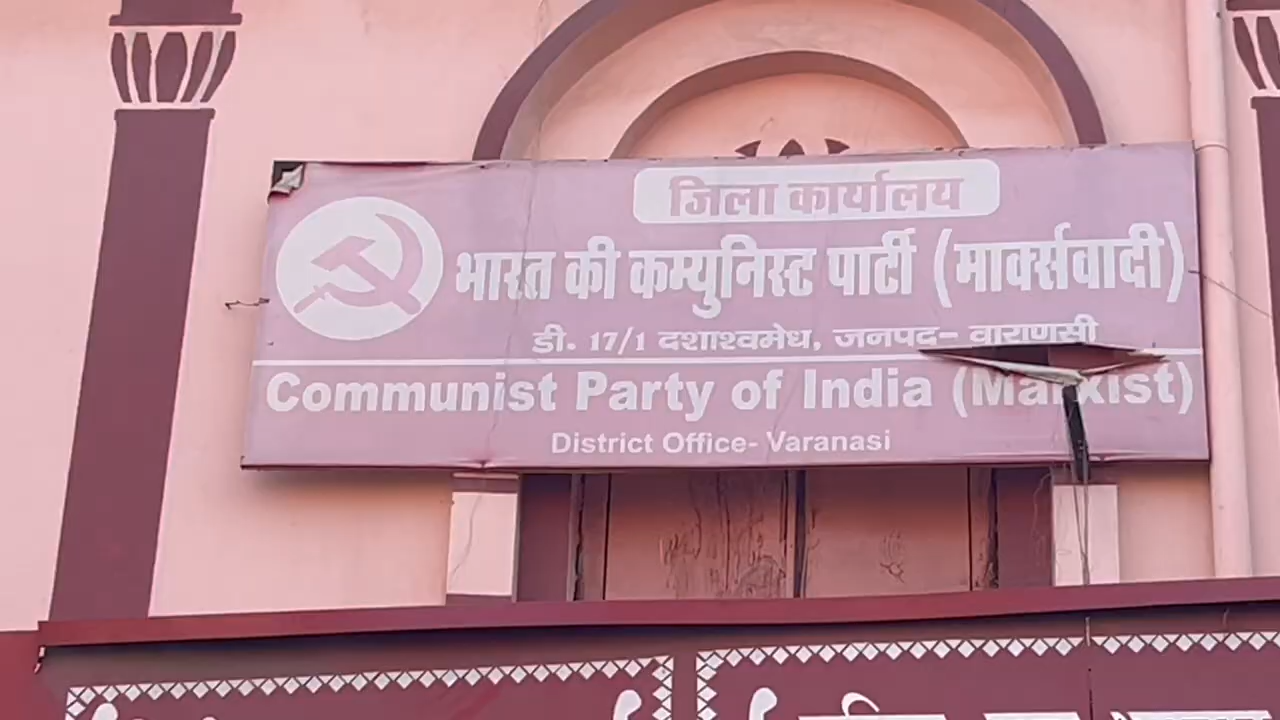 जिला कार्यालय
भारत की कम्युनिस्ट पार्टी (मार्क्सवादी)
डी. 17/1 दशाश्वमेध, जनपद- वाराणसी
Communist Party of India (Marxist)
District Office- Varanasi